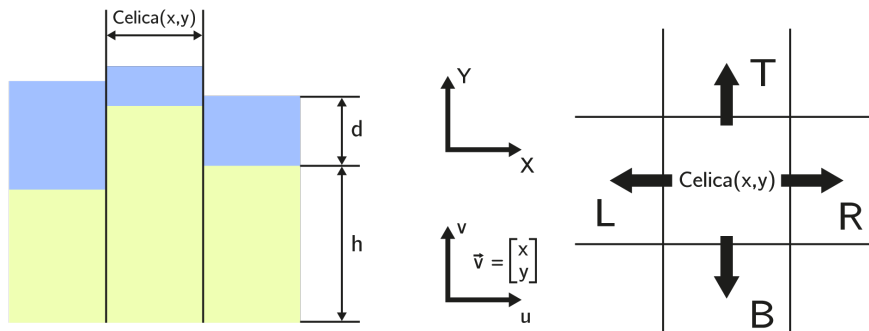 Celica(x,y)
d
h
Y
X
v
v⃗ = [x
y]
u
T
L
Celica(x,y)
R
B